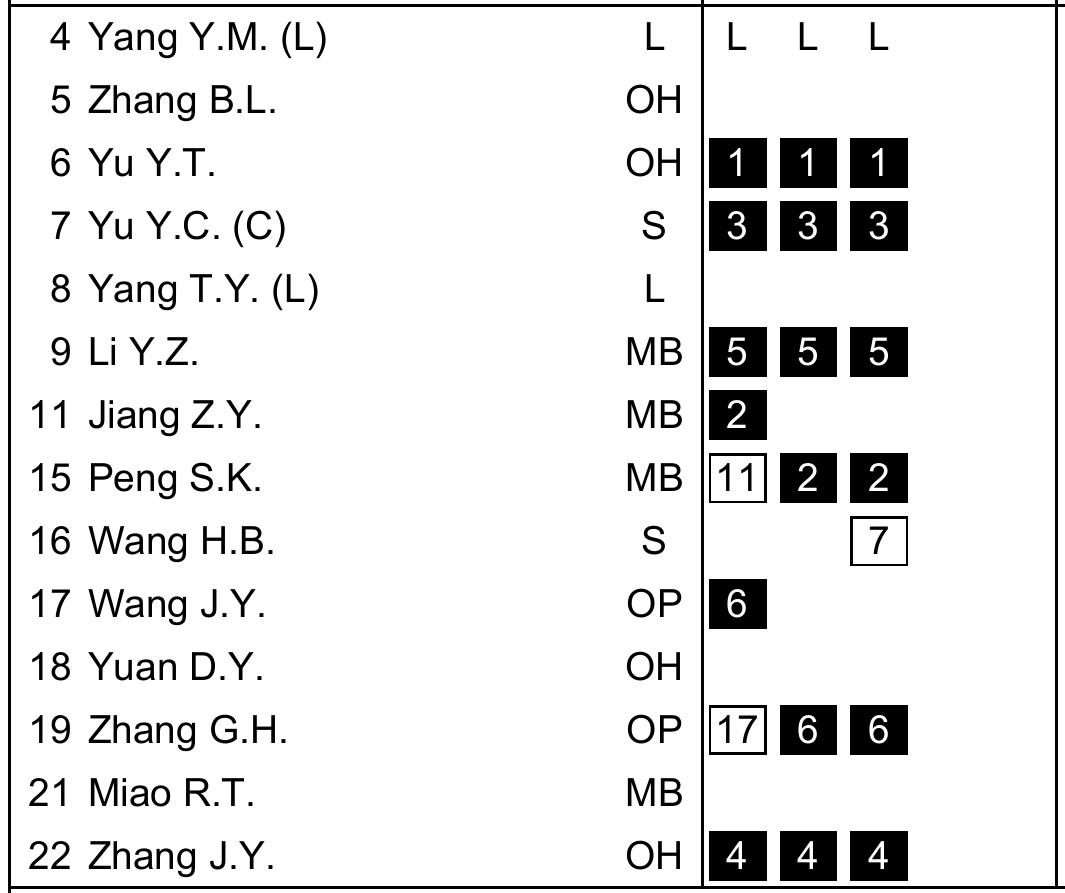 4 Yang Y.M. (L) L L L L
5 Zhang B.L. OH
6 Yu Y.T. OH 1 1 1
7 Yu Y.C. (C) S 3 3 3
8 Yang T.Y. (L) L
9 Li Y.Z. MB 5 5 5
11 Jiang Z.Y. MB 2
15 Peng S.K. MB 11 2 2
16 Wang H.B. S 7
17 Wang J.Y. OP 6
18 Yuan D.Y. OH
19 Zhang G.H. OP 17 6 6
21 Miao R.T. MB
22 Zhang J.Y. OH 4 4 4